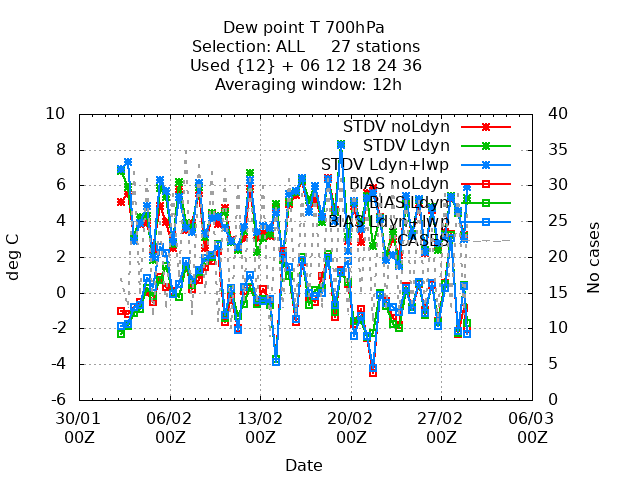 Dew point T 700hPa
Selection: ALL 27 stations
Used {12} + 06 12 18 24 36
Averaging window: 12h
10 40
8 35
6 30
4 25
2 20
0 15
-2 10
-4 5
-6 0
deg C
No cases
STDV noLdyn
STDV Ldyn
STDV Ldyn+lwp
BIAS noLdyn
BIAS Ldyn
BIAS Ldyn+lwp
CASES
30/01 06/02 13/02 20/02 27/02 06/03
00Z 00Z 00Z 00Z 00Z 00Z
Date